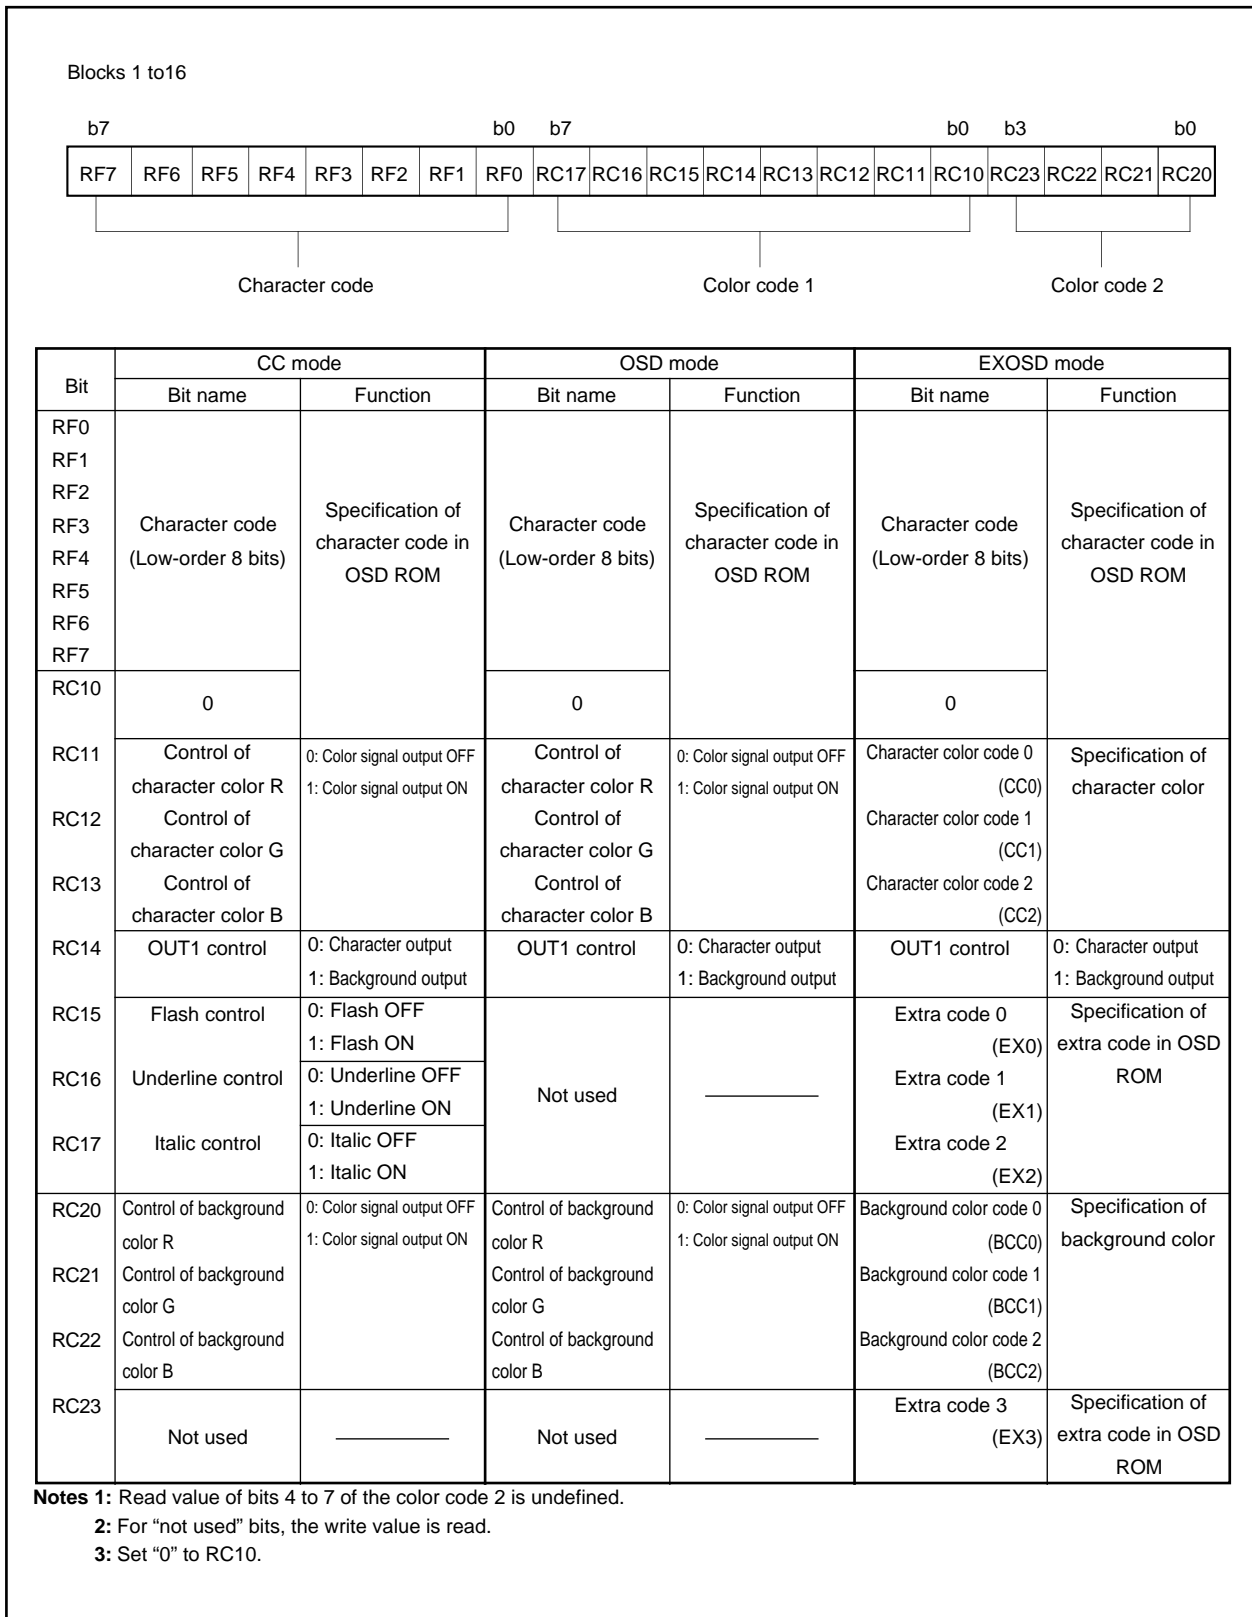 Blocks 1 to16
b7 b0 b7 b0 b3 b0
RF7 RF6 RF5 RF4 RF3 RF2 RF1 RF0 RC17 RC16 RC15 RC14 RC13 RC12 RC11 RC10 RC23 RC22 RC21 RC20
Character code Color code 1 Color code 2
Bit CC mode OSD mode EXOSD mode
Bit name Function Bit name Function Bit name Function
RF0
RF1
RF2
RF3
RF4
RF5
RF6
RF7
Character code
(Low-order 8 bits)
Specification of
character code in
OSD ROM
Character code
(Low-order 8 bits)
Specification of
character code in
OSD ROM
Character code
(Low-order 8 bits)
Specification of
character code in
OSD ROM
RC10 0 0 0
RC11 Control of 0: Color signal output OFF Control of 0: Color signal output OFF Character color code 0 Specification of
character color R 1: Color signal output ON character color R 1: Color signal output ON (CC0) character color
RC12 Control of Control of Character color code 1
character color G character color G (CC1)
RC13 Control of Control of Character color code 2
character color B character color B (CC2)
RC14 OUT1 control 0: Character output OUT1 control 0: Character output OUT1 control 0: Character output
1: Background output 1: Background output 1: Background output
RC15 Flash control 0: Flash OFF Extra code 0 Specification of
1: Flash ON (EX0) extra code in OSD
RC16 Underline control 0: Underline OFF Not used Extra code 1 ROM
1: Underline ON (EX1)
RC17 Italic control 0: Italic OFF Extra code 2
1: Italic ON (EX2)
RC20 Control of background 0: Color signal output OFF Control of background 0: Color signal output OFF Background color code 0 Specification of
color R 1: Color signal output ON color R 1: Color signal output ON (BCC0) background color
RC21 Control of background Control of background Background color code 1
color G color G (BCC1)
RC22 Control of background Control of background Background color code 2
color B color B (BCC2)
RC23 Not used Not used Extra code 3 Specification of
(EX3) extra code in OSD
ROM
Notes 1: Read value of bits 4 to 7 of the color code 2 is undefined.
2: For “not used” bits, the write value is read.
3: Set “0” to RC10.